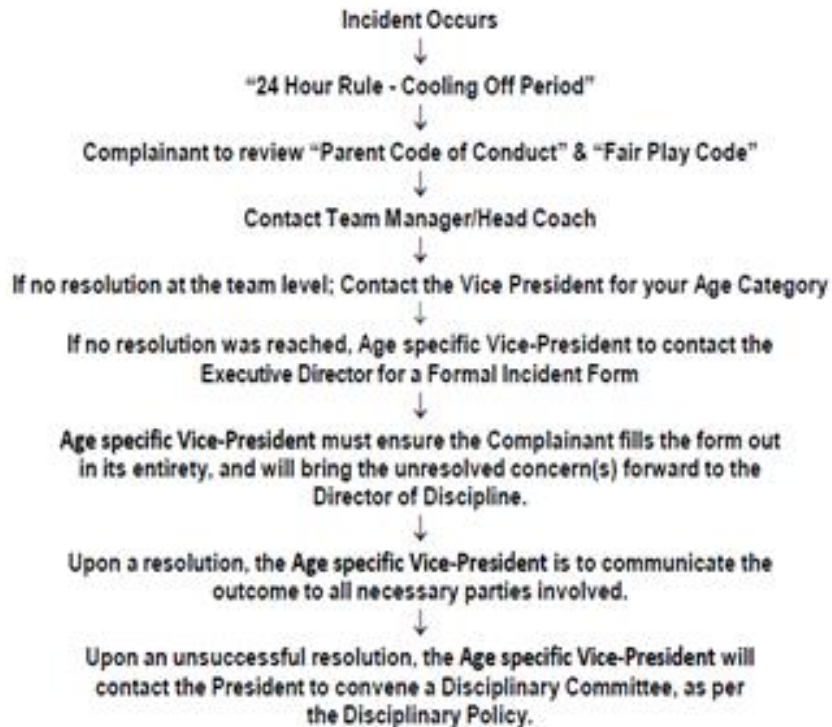 Incident Occurs
↓
“24 Hour Rule - Cooling Off Period”
↓
Complainant to review “Parent Code of Conduct” & “Fair Play Code”
↓
Contact Team Manager/Head Coach
↓
If no resolution at the team level; Contact the Vice President for your Age Category
↓
If no resolution was reached, Age specific Vice-President to contact the
Executive Director for a Formal Incident Form
↓
Age specific Vice-President must ensure the Complainant fills the form out
in its entirety, and will bring the unresolved concern(s) forward to the
Director of Discipline.
↓
Upon a resolution, the Age specific Vice-President is to communicate the
outcome to all necessary parties involved.
↓
Upon an unsuccessful resolution, the Age specific Vice-President will
contact the President to convene a Disciplinary Committee, as per
the Disciplinary Policy.